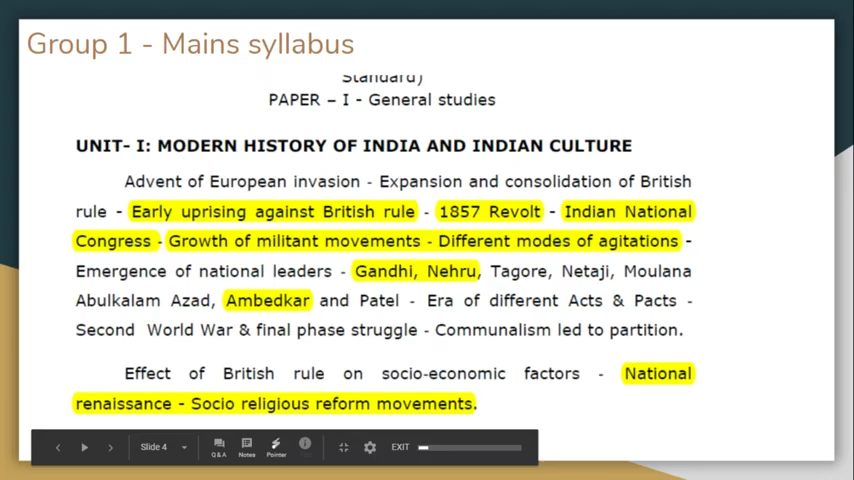 Group 1 - Mains syllabus
Standard)
PAPER – I - General studies
UNIT- I: MODERN HISTORY OF INDIA AND INDIAN CULTURE
Advent of European invasion - Expansion and consolidation of British
rule - Early uprising against British rule - 1857 Revolt - Indian National
Congress - Growth of militant movements - Different modes of agitations -
Emergence of national leaders - Gandhi, Nehru, Tagore, Netaji, Moulana
Abulkalam Azad, Ambedkar and Patel - Era of different Acts & Pacts -
Second World War & final phase struggle - Communalism led to partition.
Effect of British rule on socio-economic factors - National
renaissance - Socio religious reform movements.
Slide 4 Q&A Notes Pointer EXIT